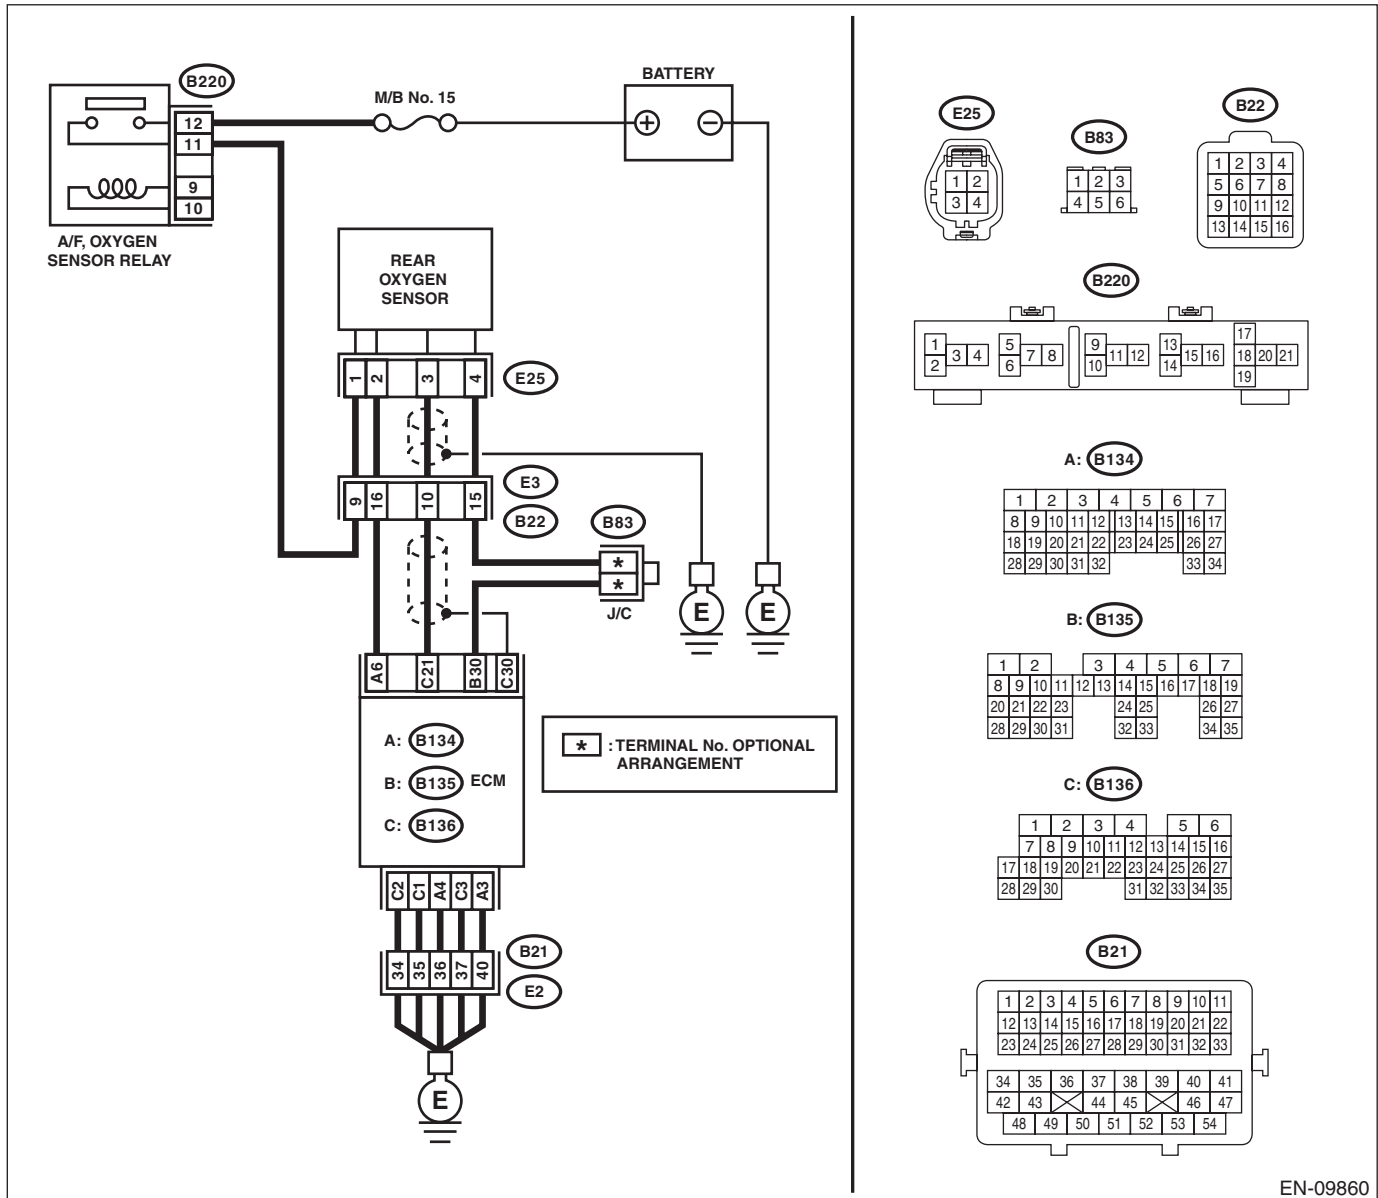 B220
M/B No. 15
BATTERY
12
11
9
10
A/F, OXYGEN
SENSOR RELAY
+ −
REAR
OXYGEN
SENSOR
1 2 3 4
E25
9 16 10 15
E3
B22
B83
*
*
J/C
E E
A6 C21 B30 C30
A: B134
B: B135 ECM
C: B136
* : TERMINAL No. OPTIONAL
ARRANGEMENT
C2 C1 A4 C3 A3
34 35 36 37 40
B21
E2
E
E25
1 2
3 4
B83
1 2 3
4 5 6
B22
1 2 3 4
5 6 7 8
9 10 11 12
13 14 15 16
B220
1 2 3 4 5 6 7 8 9 10 11 12 13 14 15 16 17 18 19 20 21
A: B134
1 2 3 4 5 6 7
8 9 10 11 12 13 14 15 16 17
18 19 20 21 22 23 24 25 26 27
28 29 30 31 32 33 34
B: B135
1 2 3 4 5 6 7
8 9 10 11 12 13 14 15 16 17 18 19
20 21 22 23 24 25 26 27
28 29 30 31 32 33 34 35
C: B136
1 2 3 4 5 6
7 8 9 10 11 12 13 14 15 16
17 18 19 20 21 22 23 24 25 26 27
28 29 30 31 32 33 34 35
B21
1 2 3 4 5 6 7 8 9 10 11
12 13 14 15 16 17 18 19 20 21 22
23 24 25 26 27 28 29 30 31 32 33
34 35 36 37 38 39 40 41
42 43 44 45 46 47
48 49 50 51 52 53 54
EN-09860